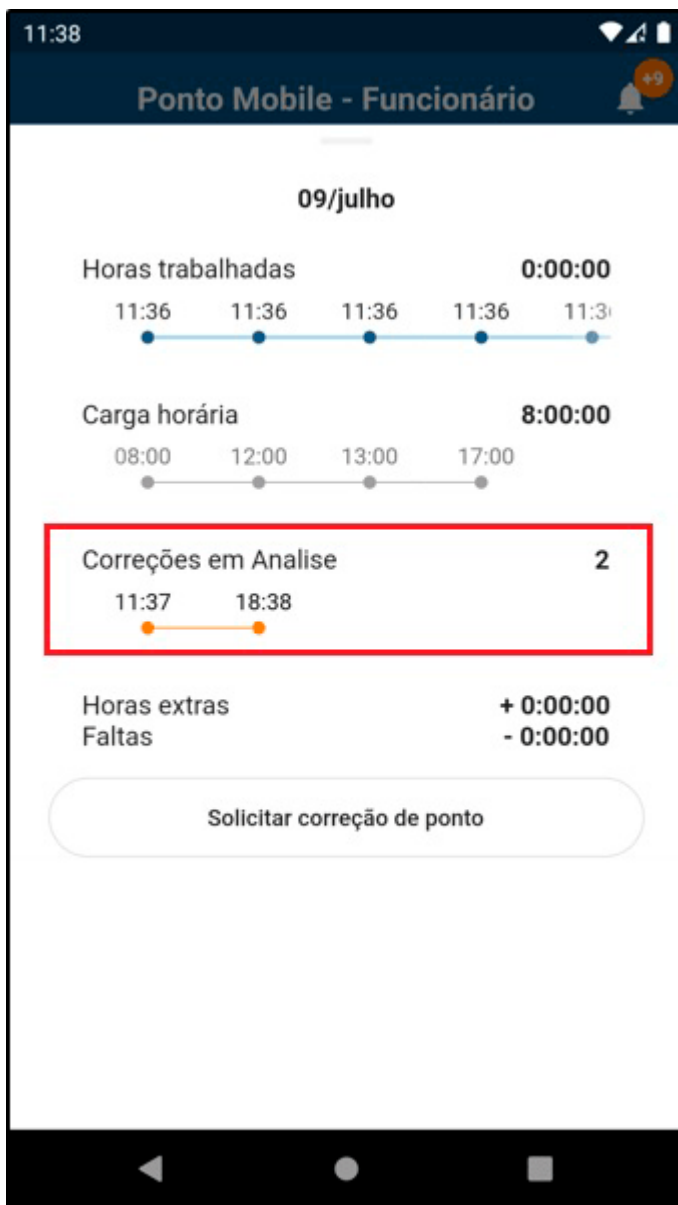 11:38
Ponto Mobile - Funcionário
+9
09/julho
Horas trabalhadas 0:00:00
11:36 11:36 11:36 11:36
Carga horária 8:00:00
08:00 12:00 13:00 17:00
Correções em Analise 2
11:37 18:38
Horas extras + 0:00:00
Faltas - 0:00:00
Solicitar correção de ponto